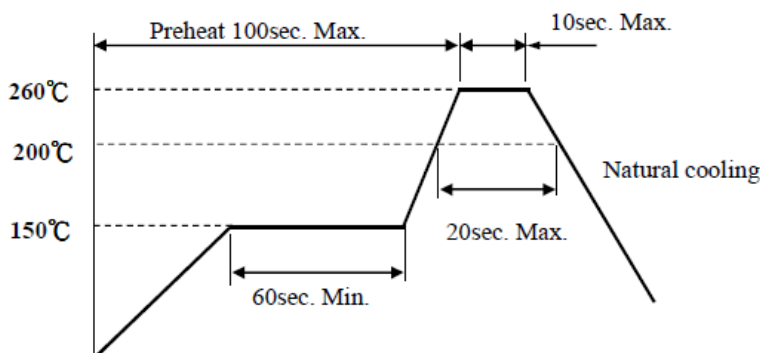 Preheat 100sec. Max.
10sec. Max.
260℃
200℃
Natural cooling
150℃
20sec. Max.
60sec. Min.